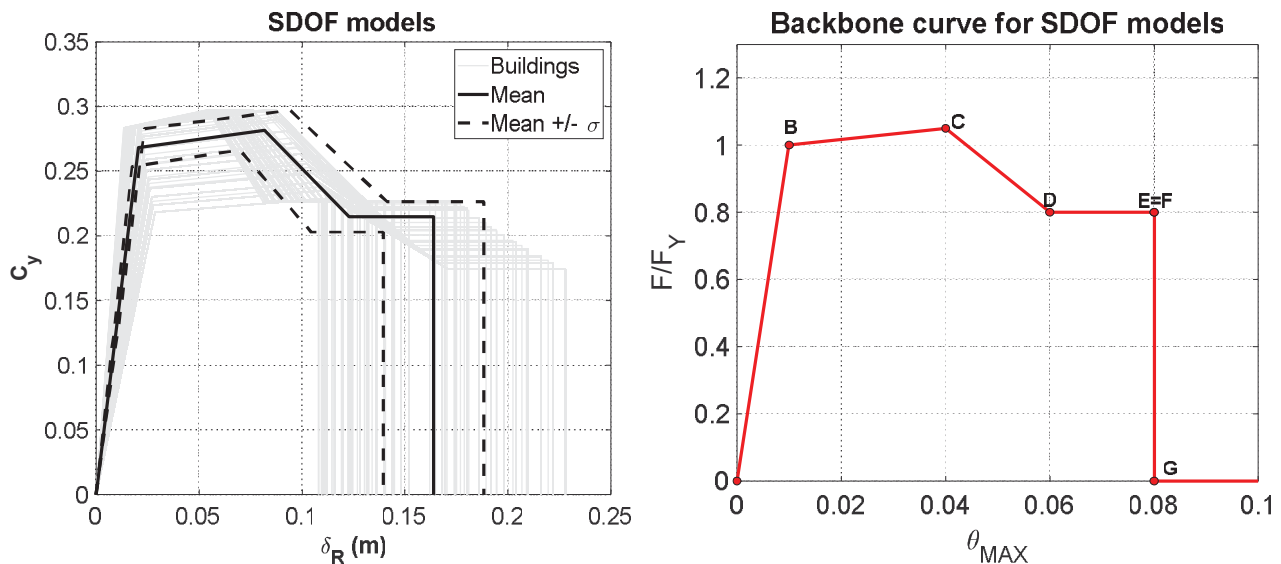 SDOF models
0.35
0.3
0.25
0.2
0.15
0.1
0.05
0
C_y
0
0.05
0.1
0.15
0.2
0.25
δ_R (m)
Buildings
Mean
Mean +/- σ
Backbone curve for SDOF models
1.2
1
0.8
0.6
0.4
0.2
0
F/F_Y
B
C
D
E=F
G
0
0.02
0.04
0.06
0.08
0.1
θ_MAX